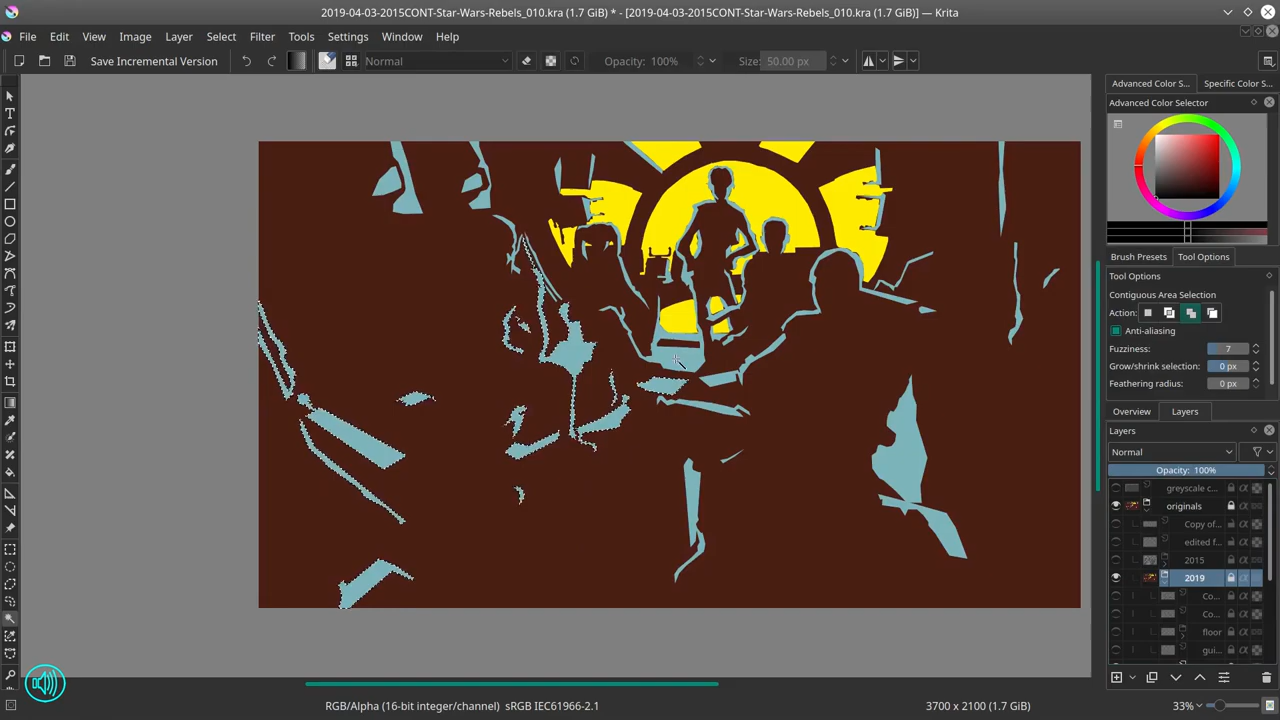 2019-04-03-2015CONT-Star-Wars-Rebels_010.kra (1.7 GiB) * - [2019-04-03-2015CONT-Star-Wars-Rebels_010.kra (1.7 GiB)] — Krita
File Edit View Image Layer Select Filter Tools Settings Window Help
Save Incremental Version Normal Opacity: 100% Size: 50.00 px
Advanced Color S... Specific Color S...
Advanced Color Selector
Brush Presets Tool Options
Tool Options
Contiguous Area Selection
Action:
Anti-aliasing
Fuzziness: 7
Grow/shrink selection: 0 px
Feathering radius: 0 px
Overview Layers
Layers
Normal
Opacity: 100%
greyscale c...
originals
Copy of...
edited f...
2015
2019
Co...
Co...
floor
gui...
RGB/Alpha (16-bit integer/channel) sRGB IEC61966-2.1 3700 x 2100 (1.7 GiB) 33%